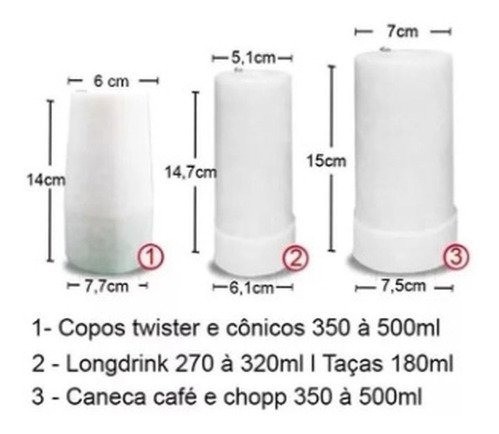 7cm
5,1cm
6 cm
14cm
14,7cm
15cm
1
2
3
7,7cm
6,1cm
7,5cm
1- Copos twister e cônicos 350 à 500ml
2 - Longdrink 270 à 320ml l Taças 180ml
3 - Caneca café e chopp 350 à 500ml